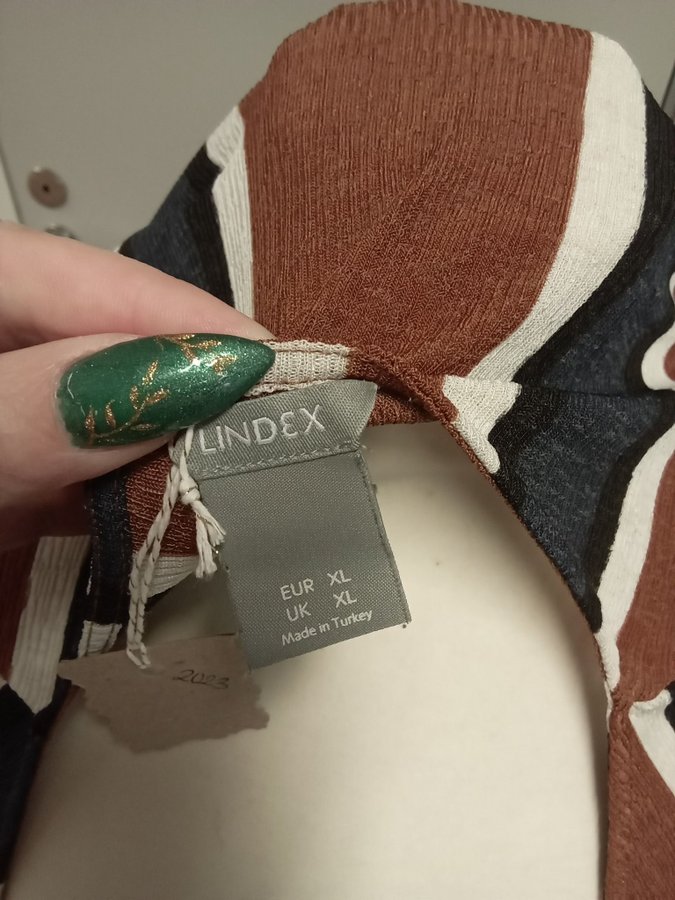 LINDEX
EUR XL
UK XL
Made in Turkey
2023